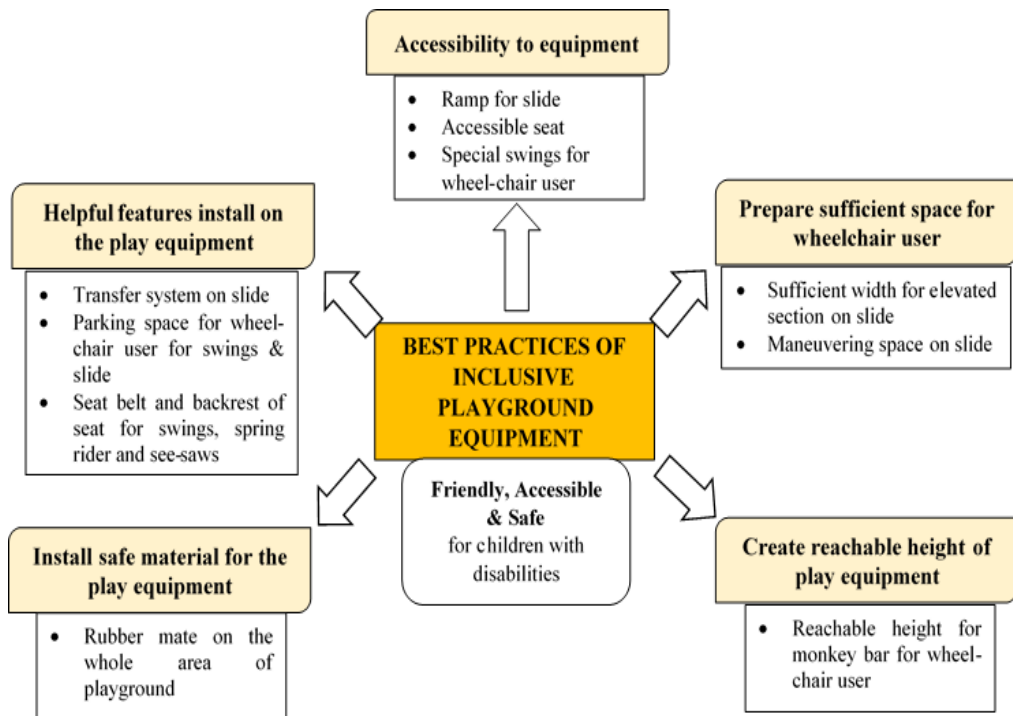 Accessibility to equipment
• Ramp for slide
• Accessible seat
• Special swings for
wheel-chair user
Helpful features install on
the play equipment
• Transfer system on slide
• Parking space for wheel-
chair user for swings &
slide
• Seat belt and backrest of
seat for swings, spring
rider and see-saws
Prepare sufficient space for
wheelchair user
• Sufficient width for elevated
section on slide
• Maneuvering space on slide
BEST PRACTICES OF
INCLUSIVE
PLAYGROUND
EQUIPMENT
Friendly, Accessible
& Safe
for children with
disabilities
Install safe material for the
play equipment
• Rubber mate on the
whole area of
playground
Create reachable height of
play equipment
• Reachable height for
monkey bar for wheel-
chair user